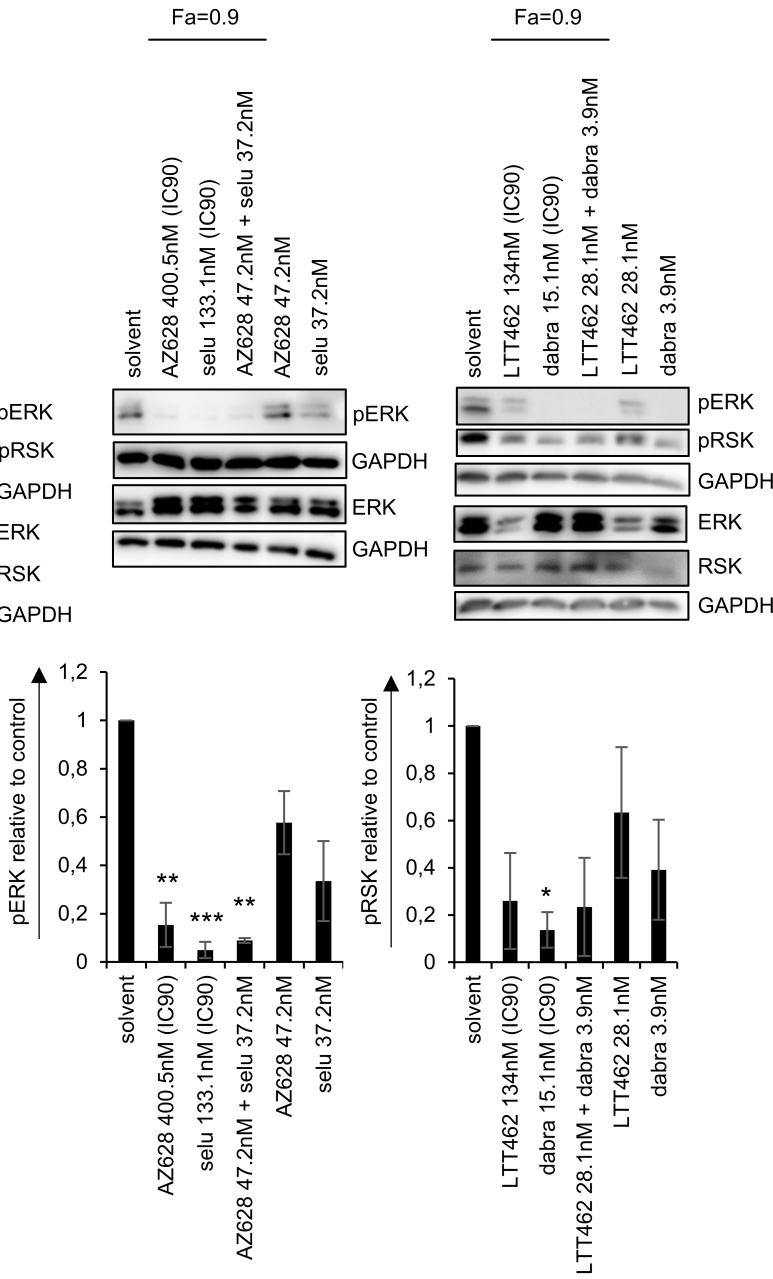 Fa=0.9
Fa=0.9
solvent
AZ628 400.5nM (IC90)
selu 133.1nM (IC90)
AZ628 47.2nM + selu 37.2nM
AZ628 47.2nM
selu 37.2nM
solvent
LTT462 134nM (IC90)
dabra 15.1nM (IC90)
LTT462 28.1nM + dabra 3.9nM
LTT462 28.1nM
dabra 3.9nM
pERK
pRSK
GAPDH
ERK
RSK
GAPDH
pERK
GAPDH
ERK
GAPDH
pERK
pRSK
GAPDH
ERK
RSK
GAPDH
pERK relative to control
1,2
1
0,8
0,6
0,4
0,2
0
**
***
**
solvent
AZ628 400.5nM (IC90)
selu 133.1nM (IC90)
AZ628 47.2nM + selu 37.2nM
AZ628 47.2nM
selu 37.2nM
pRSK relative to control
1,2
1
0,8
0,6
0,4
0,2
0
*
solvent
LTT462 134nM (IC90)
dabra 15.1nM (IC90)
LTT462 28.1nM + dabra 3.9nM
LTT462 28.1nM
dabra 3.9nM